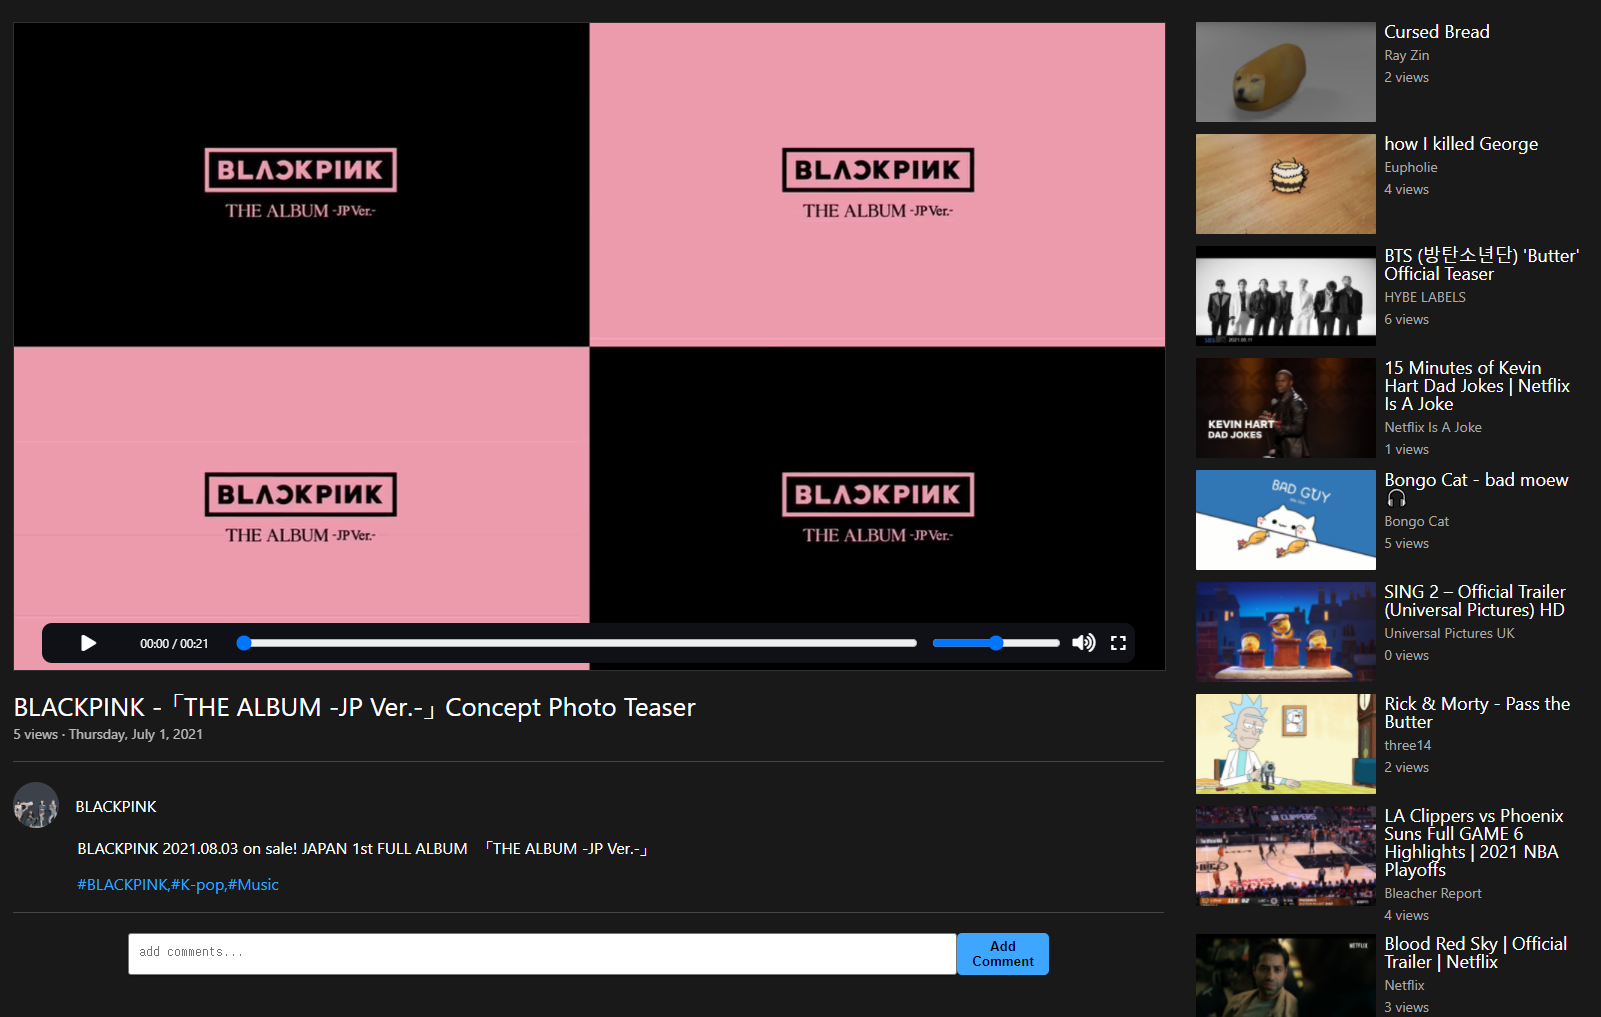 BLACKPINK
THE ALBUM -JP Ver.-
BLACKPINK
THE ALBUM -JP Ver.-
BLACKPINK
THE ALBUM -JP Ver.-
BLACKPINK
THE ALBUM -JP Ver.-
00:00 / 00:21
BLACKPINK -「THE ALBUM -JP Ver.-」Concept Photo Teaser
5 views · Thursday, July 1, 2021
BLACKPINK
BLACKPINK 2021.08.03 on sale! JAPAN 1st FULL ALBUM 「THE ALBUM -JP Ver.-」
#BLACKPINK,#K-pop,#Music
add comments...
Add
Comment
Cursed Bread
Ray Zin
2 views
how I killed George
Eupholie
4 views
BTS (방탄소년단) 'Butter'
Official Teaser
HYBE LABELS
6 views
2021.05.11
15 Minutes of Kevin
Hart Dad Jokes | Netflix
Is A Joke
Netflix Is A Joke
1 views
KEVIN HART
DAD JOKES
Bongo Cat - bad moew
🎧
Bongo Cat
5 views
BAD GUY
SING 2 – Official Trailer
(Universal Pictures) HD
Universal Pictures UK
0 views
Rick & Morty - Pass the
Butter
three14
2 views
LA Clippers vs Phoenix
Suns Full GAME 6
Highlights | 2021 NBA
Playoffs
Bleacher Report
4 views
CLIPPERS
Blood Red Sky | Official
Trailer | Netflix
Netflix
3 views
NETFLIX